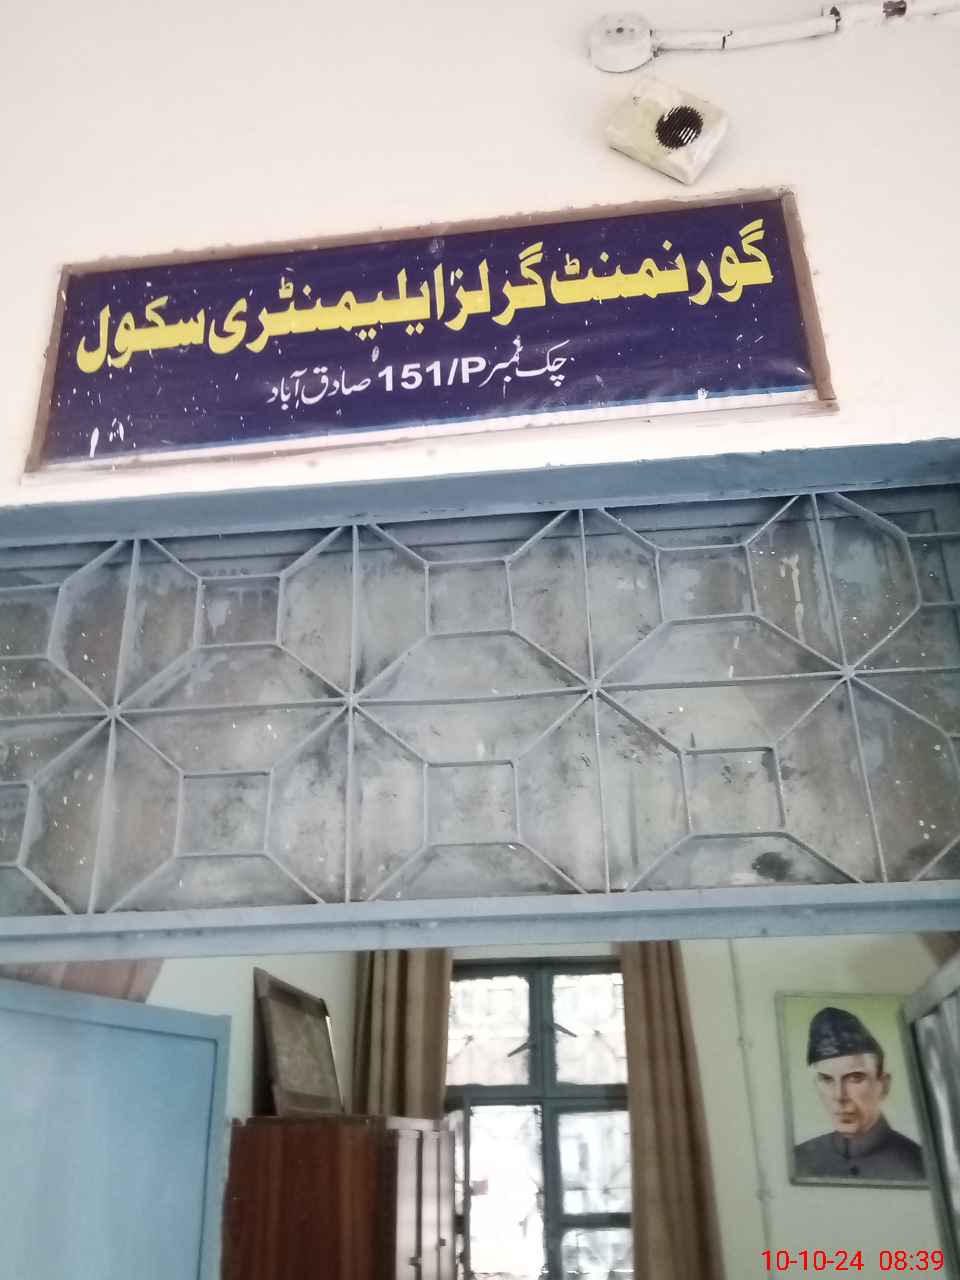 گورنمنٹ گرلز ایلیمنٹری سکول
چک نمبر 151/P صادق آباد
10-10-24 08:39